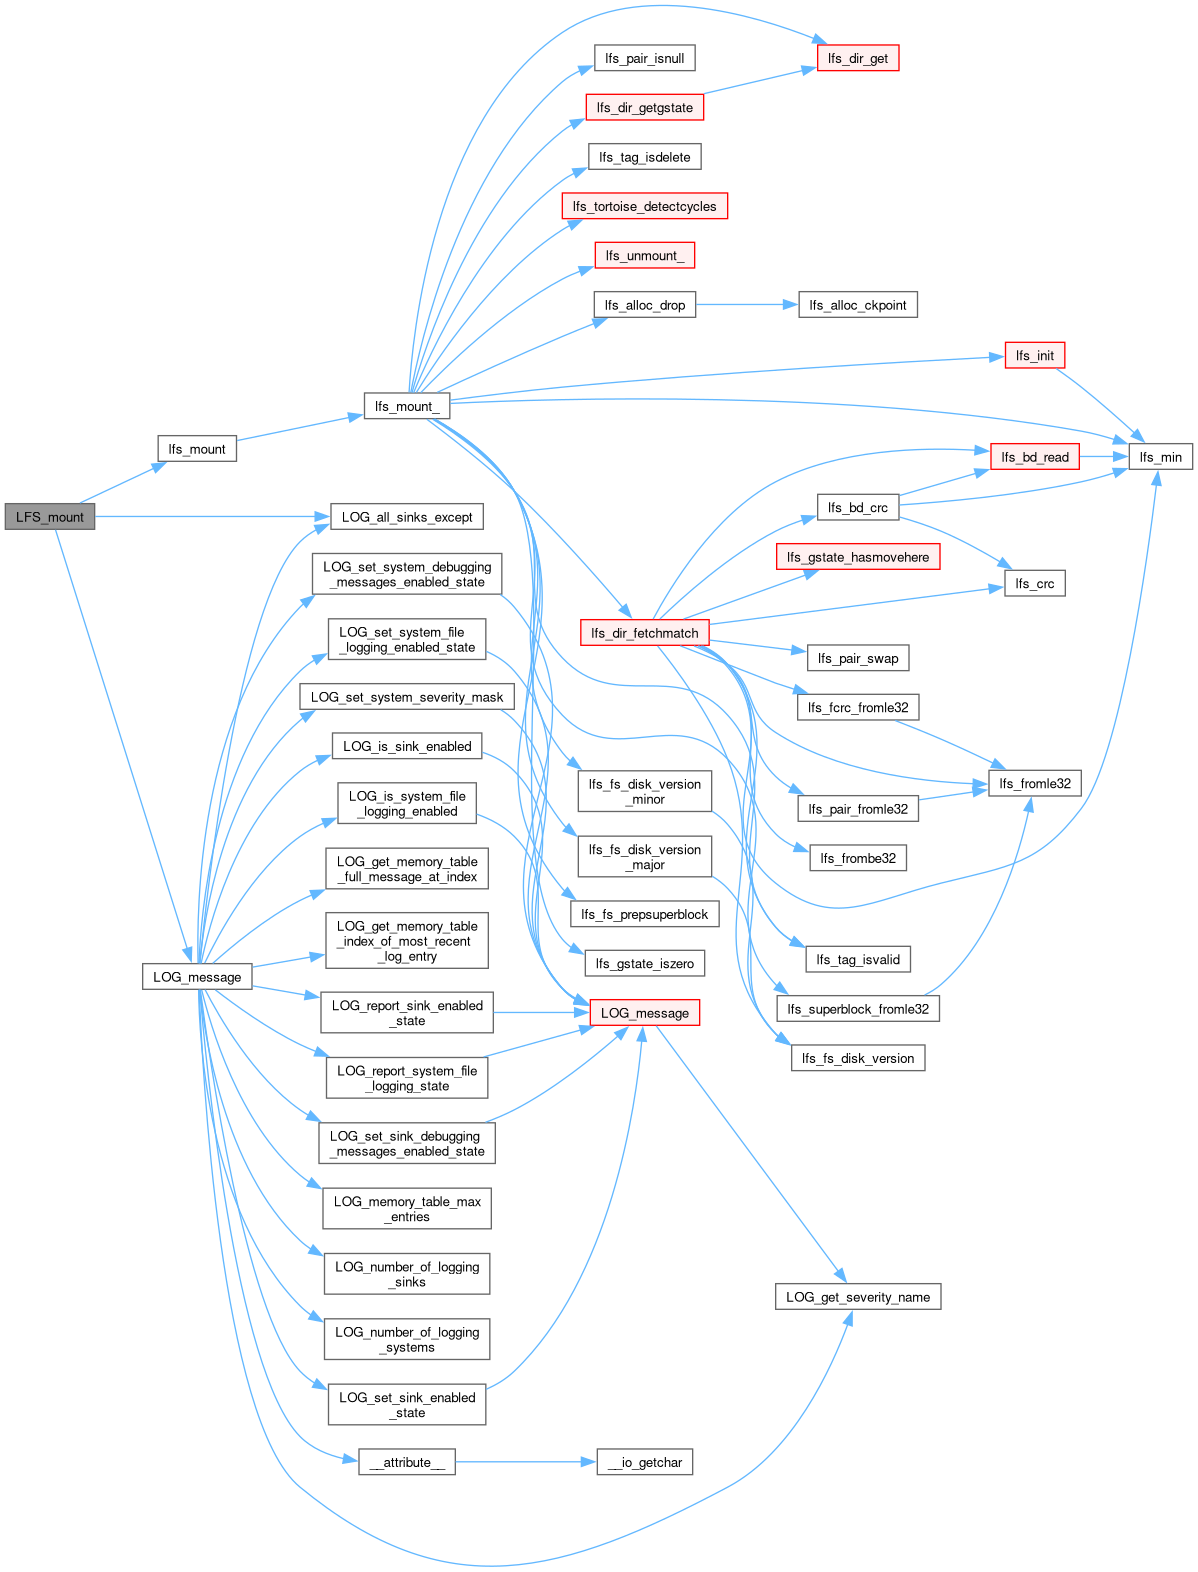 lfs_dir_get
lfs_pair_isnull
lfs_dir_getgstate
lfs_tag_isdelete
lfs_tortoise_detectcycles
lfs_unmount_
lfs_alloc_drop
lfs_alloc_ckpoint
lfs_init
lfs_mount_
lfs_mount
lfs_bd_read
lfs_min
LFS_mount
LOG_all_sinks_except
lfs_bd_crc
lfs_gstate_hasmovehere
lfs_crc
LOG_set_system_debugging
_messages_enabled_state
LOG_set_system_file
_logging_enabled_state
lfs_dir_fetchmatch
lfs_pair_swap
LOG_set_system_severity_mask
lfs_fcrc_fromle32
LOG_is_sink_enabled
lfs_fs_disk_version
_minor
lfs_fromle32
LOG_is_system_file
_logging_enabled
lfs_pair_fromle32
lfs_fs_disk_version
_major
lfs_frombe32
LOG_get_memory_table
_full_message_at_index
lfs_fs_prepsuperblock
LOG_get_memory_table
_index_of_most_recent
_log_entry
lfs_gstate_iszero
lfs_tag_isvalid
LOG_message
LOG_report_sink_enabled
_state
LOG_message
lfs_superblock_fromle32
lfs_fs_disk_version
LOG_report_system_file
_logging_state
LOG_set_sink_debugging
_messages_enabled_state
LOG_memory_table_max
_entries
LOG_number_of_logging
_sinks
LOG_get_severity_name
LOG_number_of_logging
_systems
LOG_set_sink_enabled
_state
__attribute__
__io_getchar